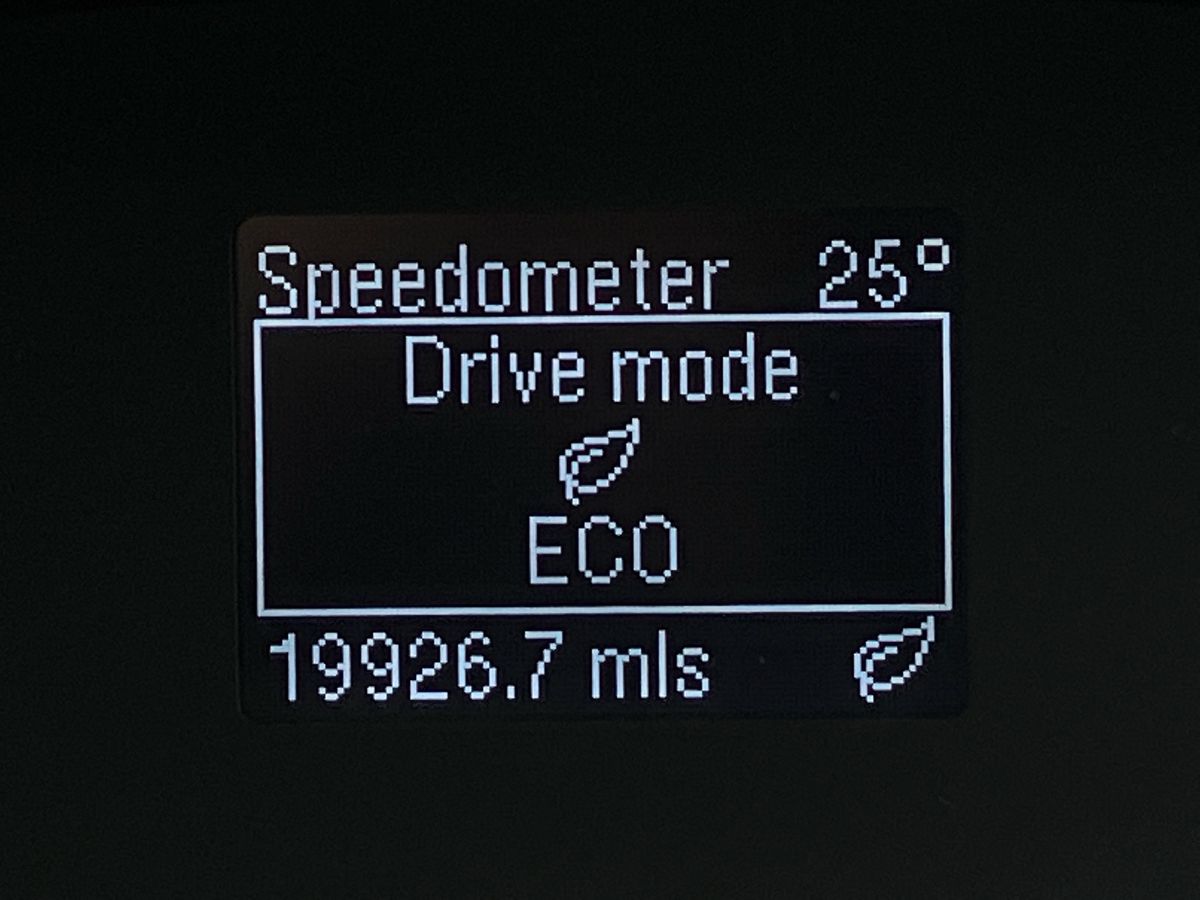 Speedometer 25°
Drive mode
ECO
19926.7 mls